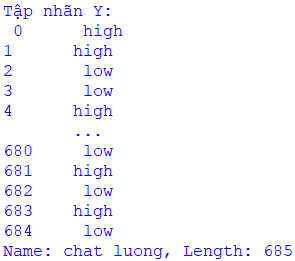 Tập nhãn Y:
0 high
1 high
2 low
3 low
4 high
...
680 low
681 high
682 low
683 high
684 low
Name: chat luong, Length: 685